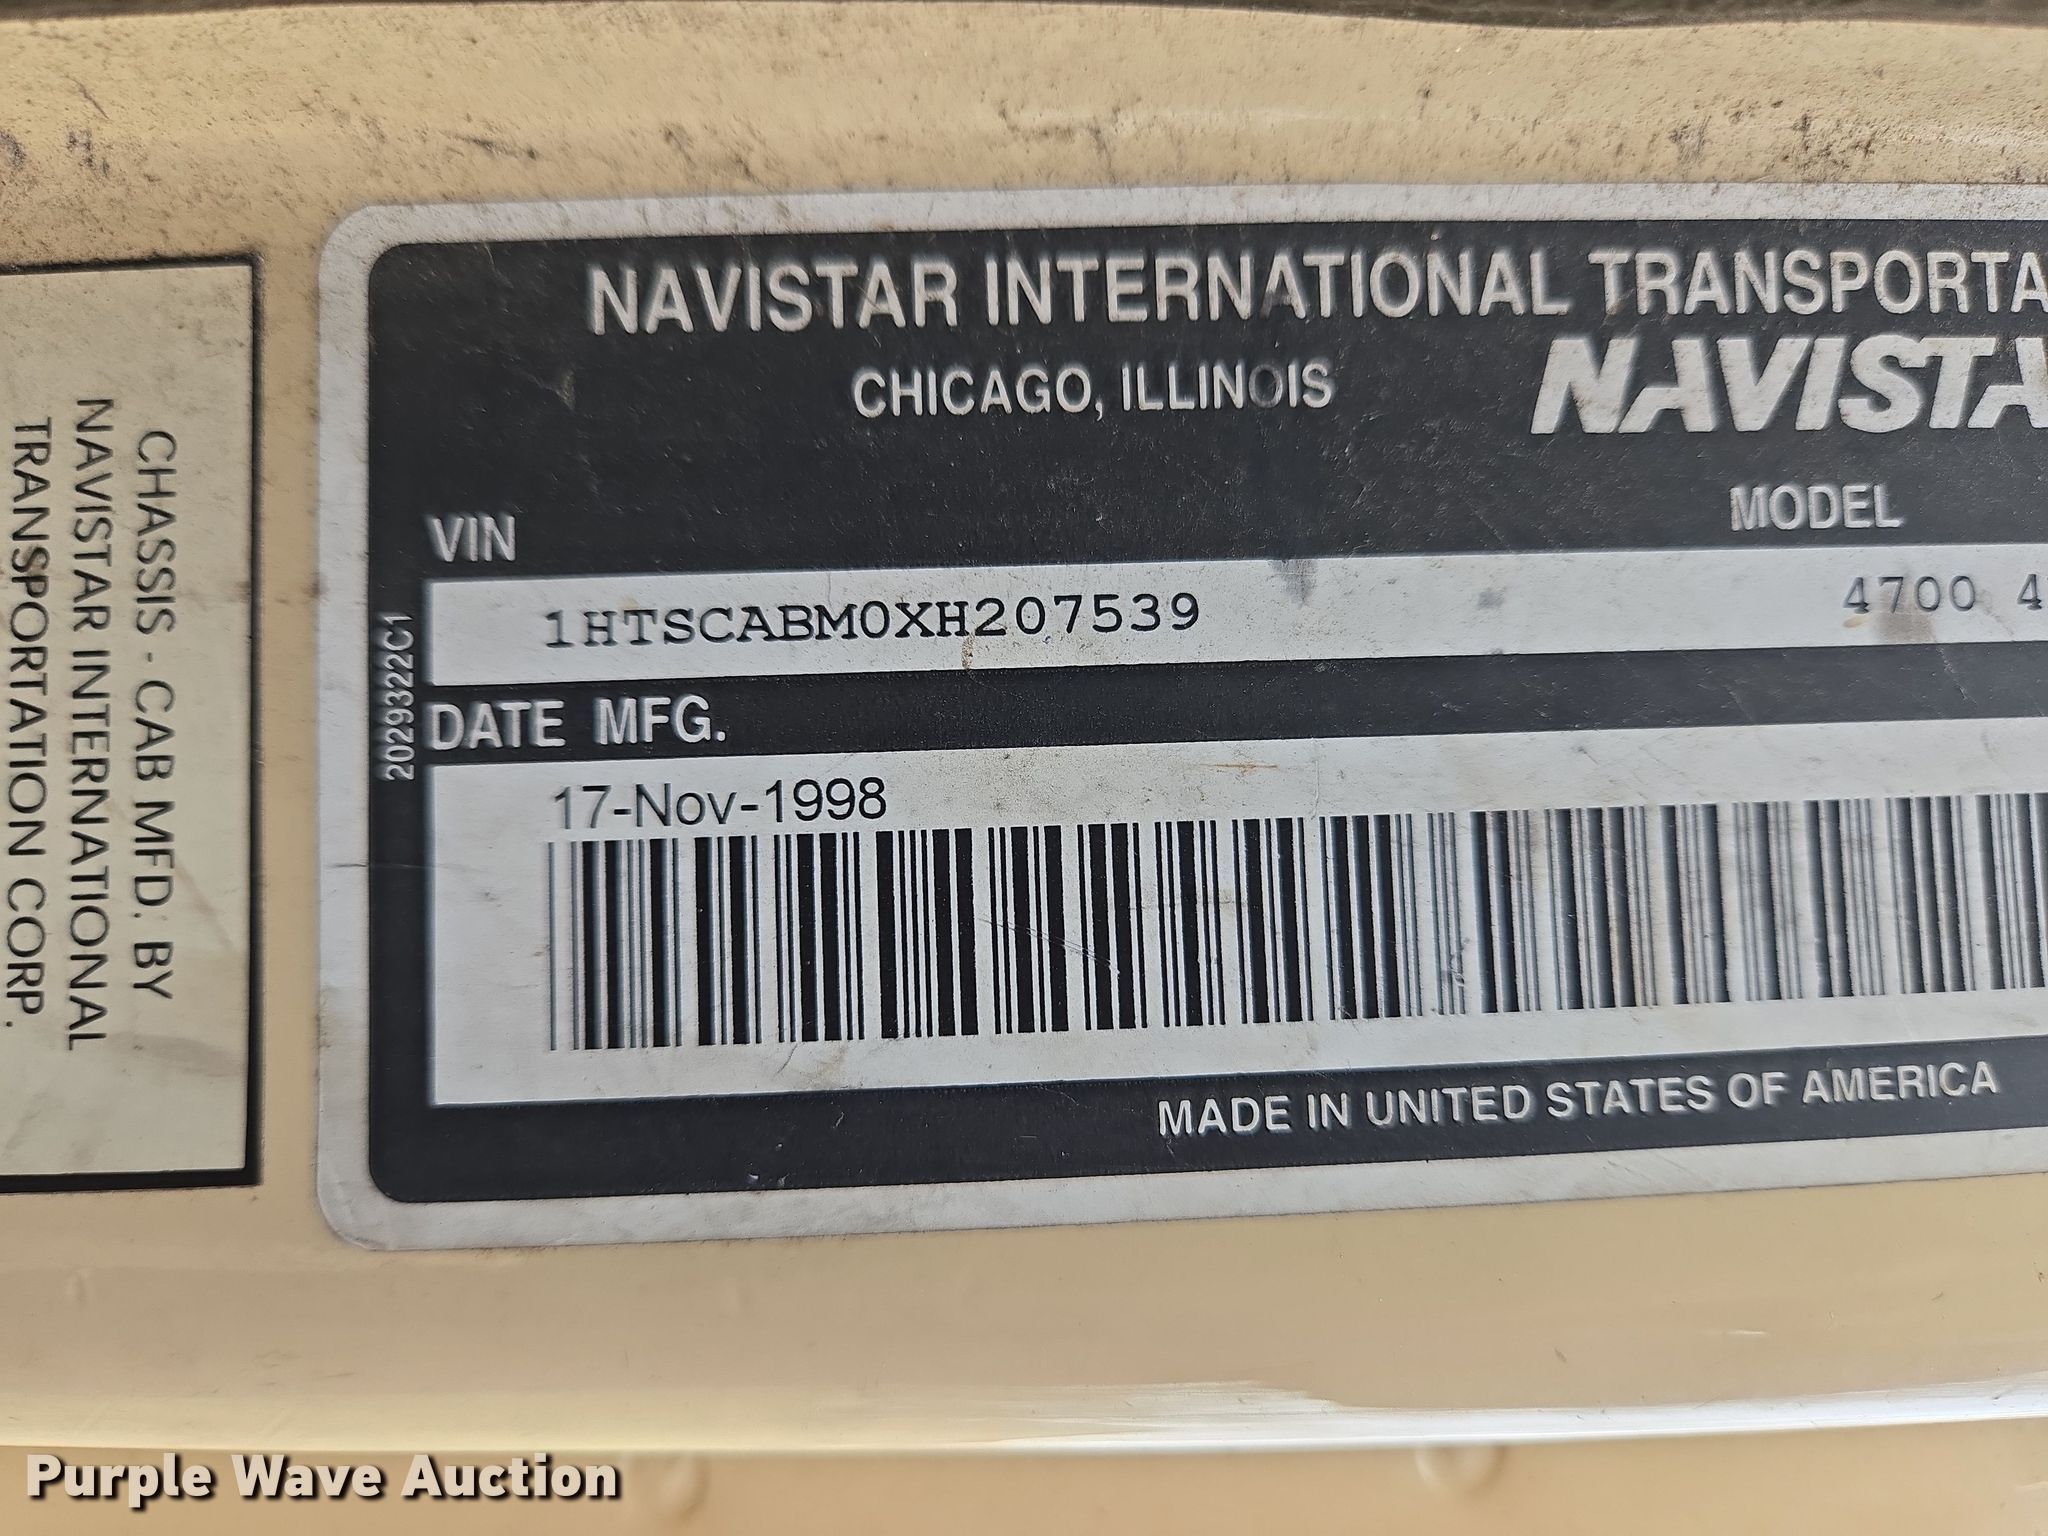 CHASSIS - CAB MFD. BY
NAVISTAR INTERNATIONAL
TRANSPORTATION CORP.
NAVISTAR INTERNATIONAL TRANSPORTA
CHICAGO, ILLINOIS
NAVISTA
VIN
MODEL
1HTSCABM0XH207539
4700 4
2029322C1
DATE MFG.
17-Nov-1998
MADE IN UNITED STATES OF AMERICA
Purple Wave Auction